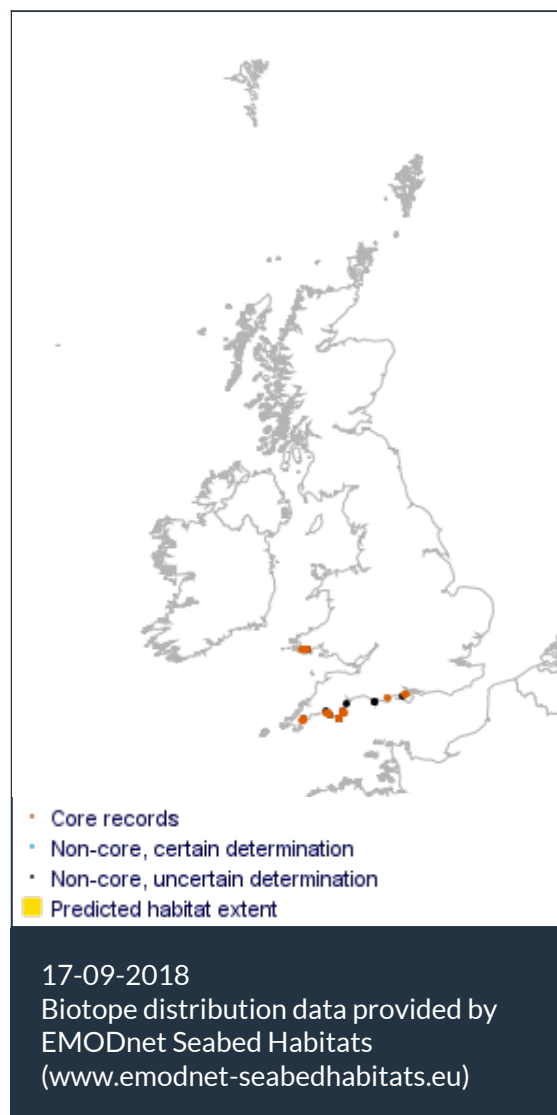 Core records
Non-core, certain determination
Non-core, uncertain determination
Predicted habitat extent
17-09-2018
Biotope distribution data provided by
EMODnet Seabed Habitats
(www.emodnet-seabedhabitats.eu)